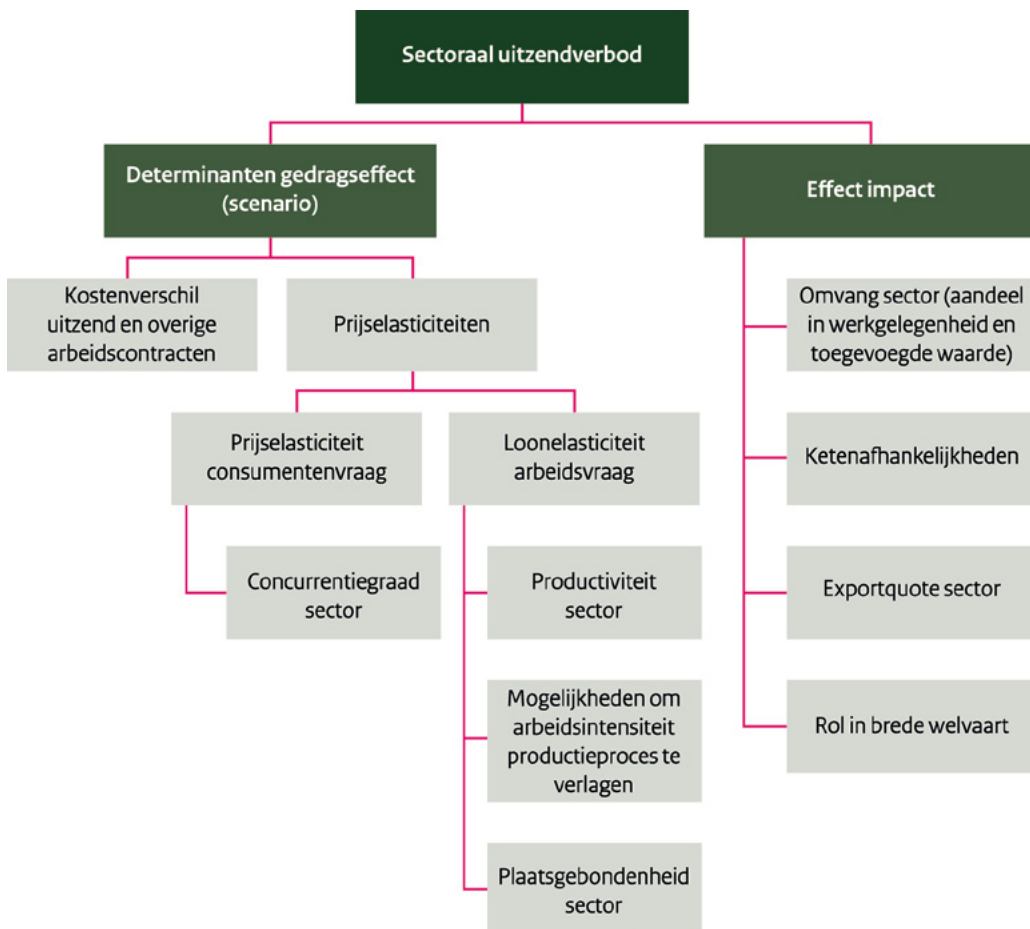 Sectoraal uitzendverbod
Determinanten gedragseffect
(scenario)
Effect impact
Kostenverschil
uitzend en overige
arbeidscontracten
Prijselasticiteiten
Omvang sector (aandeel
in werkgelegenheid en
toegevoegde waarde)
Prijselasticiteit
consumentenvraag
Loonelasticiteit
arbeidsvraag
Ketenafhankelijkheden
Concurrentiegraad
sector
Productiviteit
sector
Exportquote sector
Mogelijkheden om
arbeidsintensiteit
productieproces te
verlagen
Rol in brede welvaart
Plaatsgebondenheid
sector